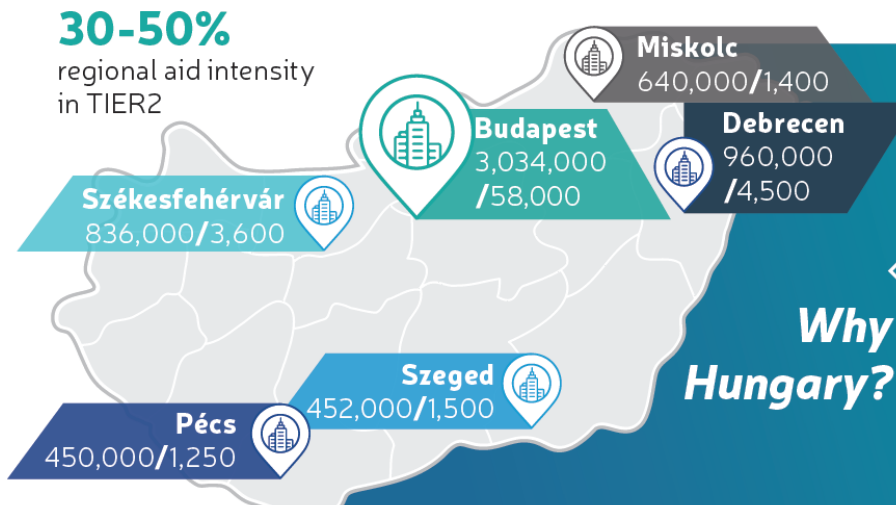 30-50%
regional aid intensity
in TIER2
Miskolc
640,000/1,400
Budapest
3,034,000
/58,000
Debrecen
960,000
/4,500
Székesfehérvár
836,000/3,600
Why
Hungary?
Szeged
452,000/1,500
Pécs
450,000/1,250